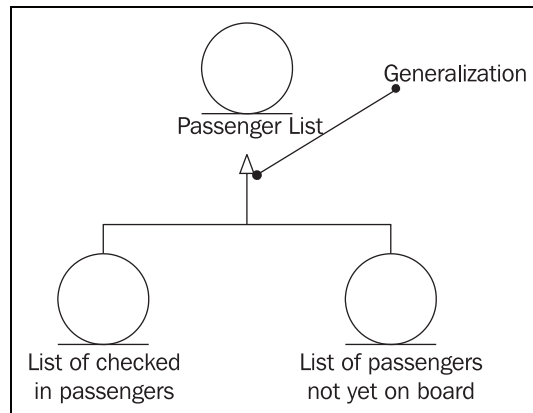 Generalization
Passenger List
List of checked
in passengers
List of passengers
not yet on board